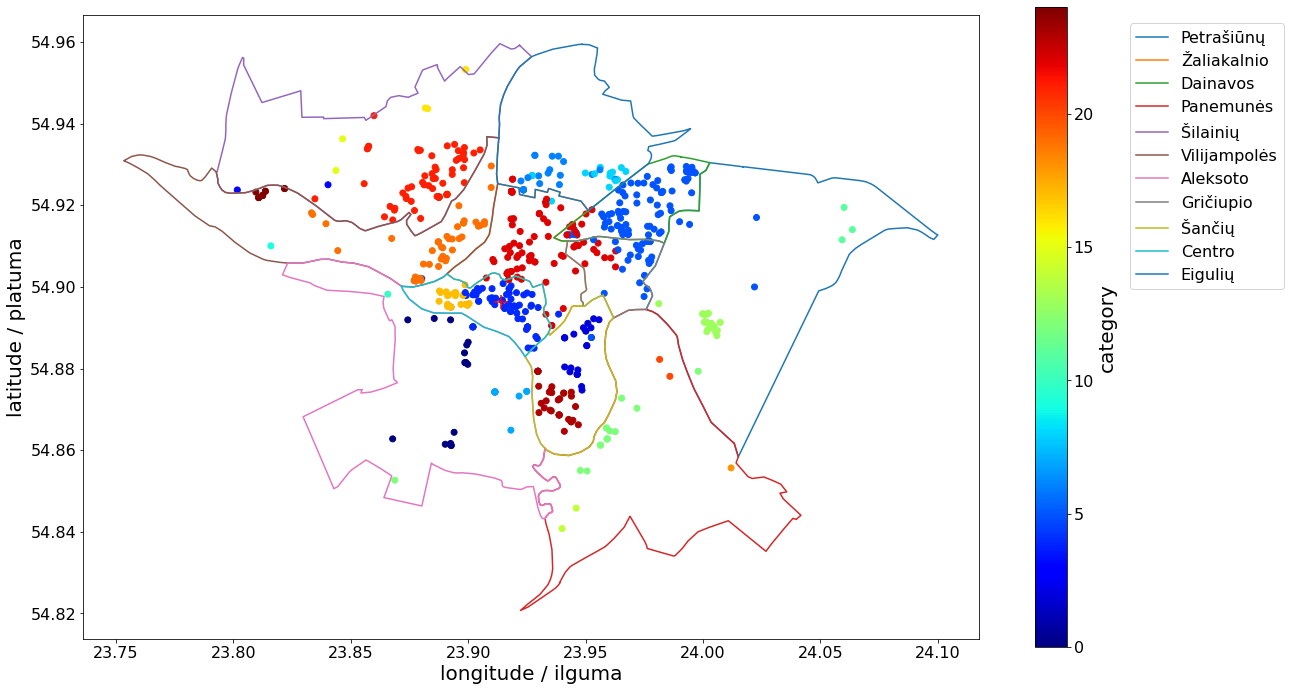 54.96
54.94
54.92
54.90
54.88
54.86
54.84
54.82
latitude / platuma
23.75 23.80 23.85 23.90 23.95 24.00 24.05 24.10
longitude / ilguma
20
15
10
5
0
category
Petrašiūnų
Žaliakalnio
Dainavos
Panemunės
Šilainių
Vilijampolės
Aleksoto
Gričiupio
Šančių
Centro
Eigulių